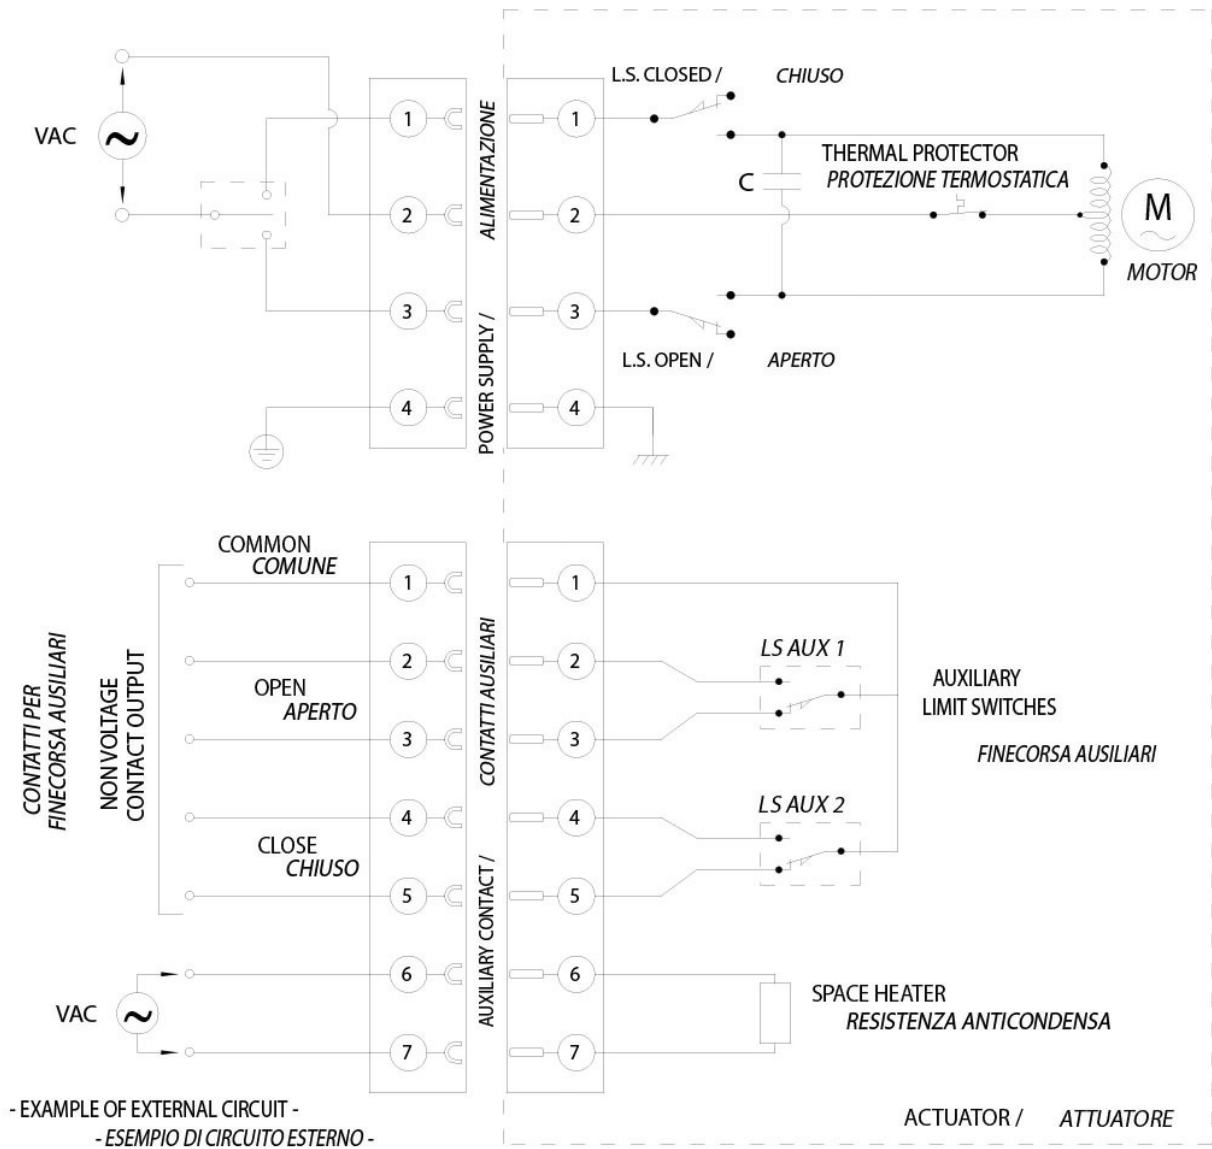 L.S. CLOSED / CHIUSO
VAC
~
1
2
3
4
POWER SUPPLY / ALIMENTAZIONE
1
2
3
4
C
THERMAL PROTECTOR
PROTEZIONE TERMOSTATICA
M
MOTOR
L.S. OPEN / APERTO
CONTATTI PER
FINECORSA AUSILIARI
NON VOLTAGE
CONTACT OUTPUT
COMMON
COMUNE
OPEN
APERTO
CLOSE
CHIUSO
VAC
~
1
2
3
4
5
6
7
AUXILIARY CONTACT / CONTATTI AUSILIARI
1
2
3
4
5
6
7
LS AUX 1
LS AUX 2
AUXILIARY
LIMIT SWITCHES
FINECORSA AUSILIARI
SPACE HEATER
RESISTENZA ANTICONDENSA
- EXAMPLE OF EXTERNAL CIRCUIT -
- ESEMPIO DI CIRCUITO ESTERNO -
ACTUATOR / ATTUATORE